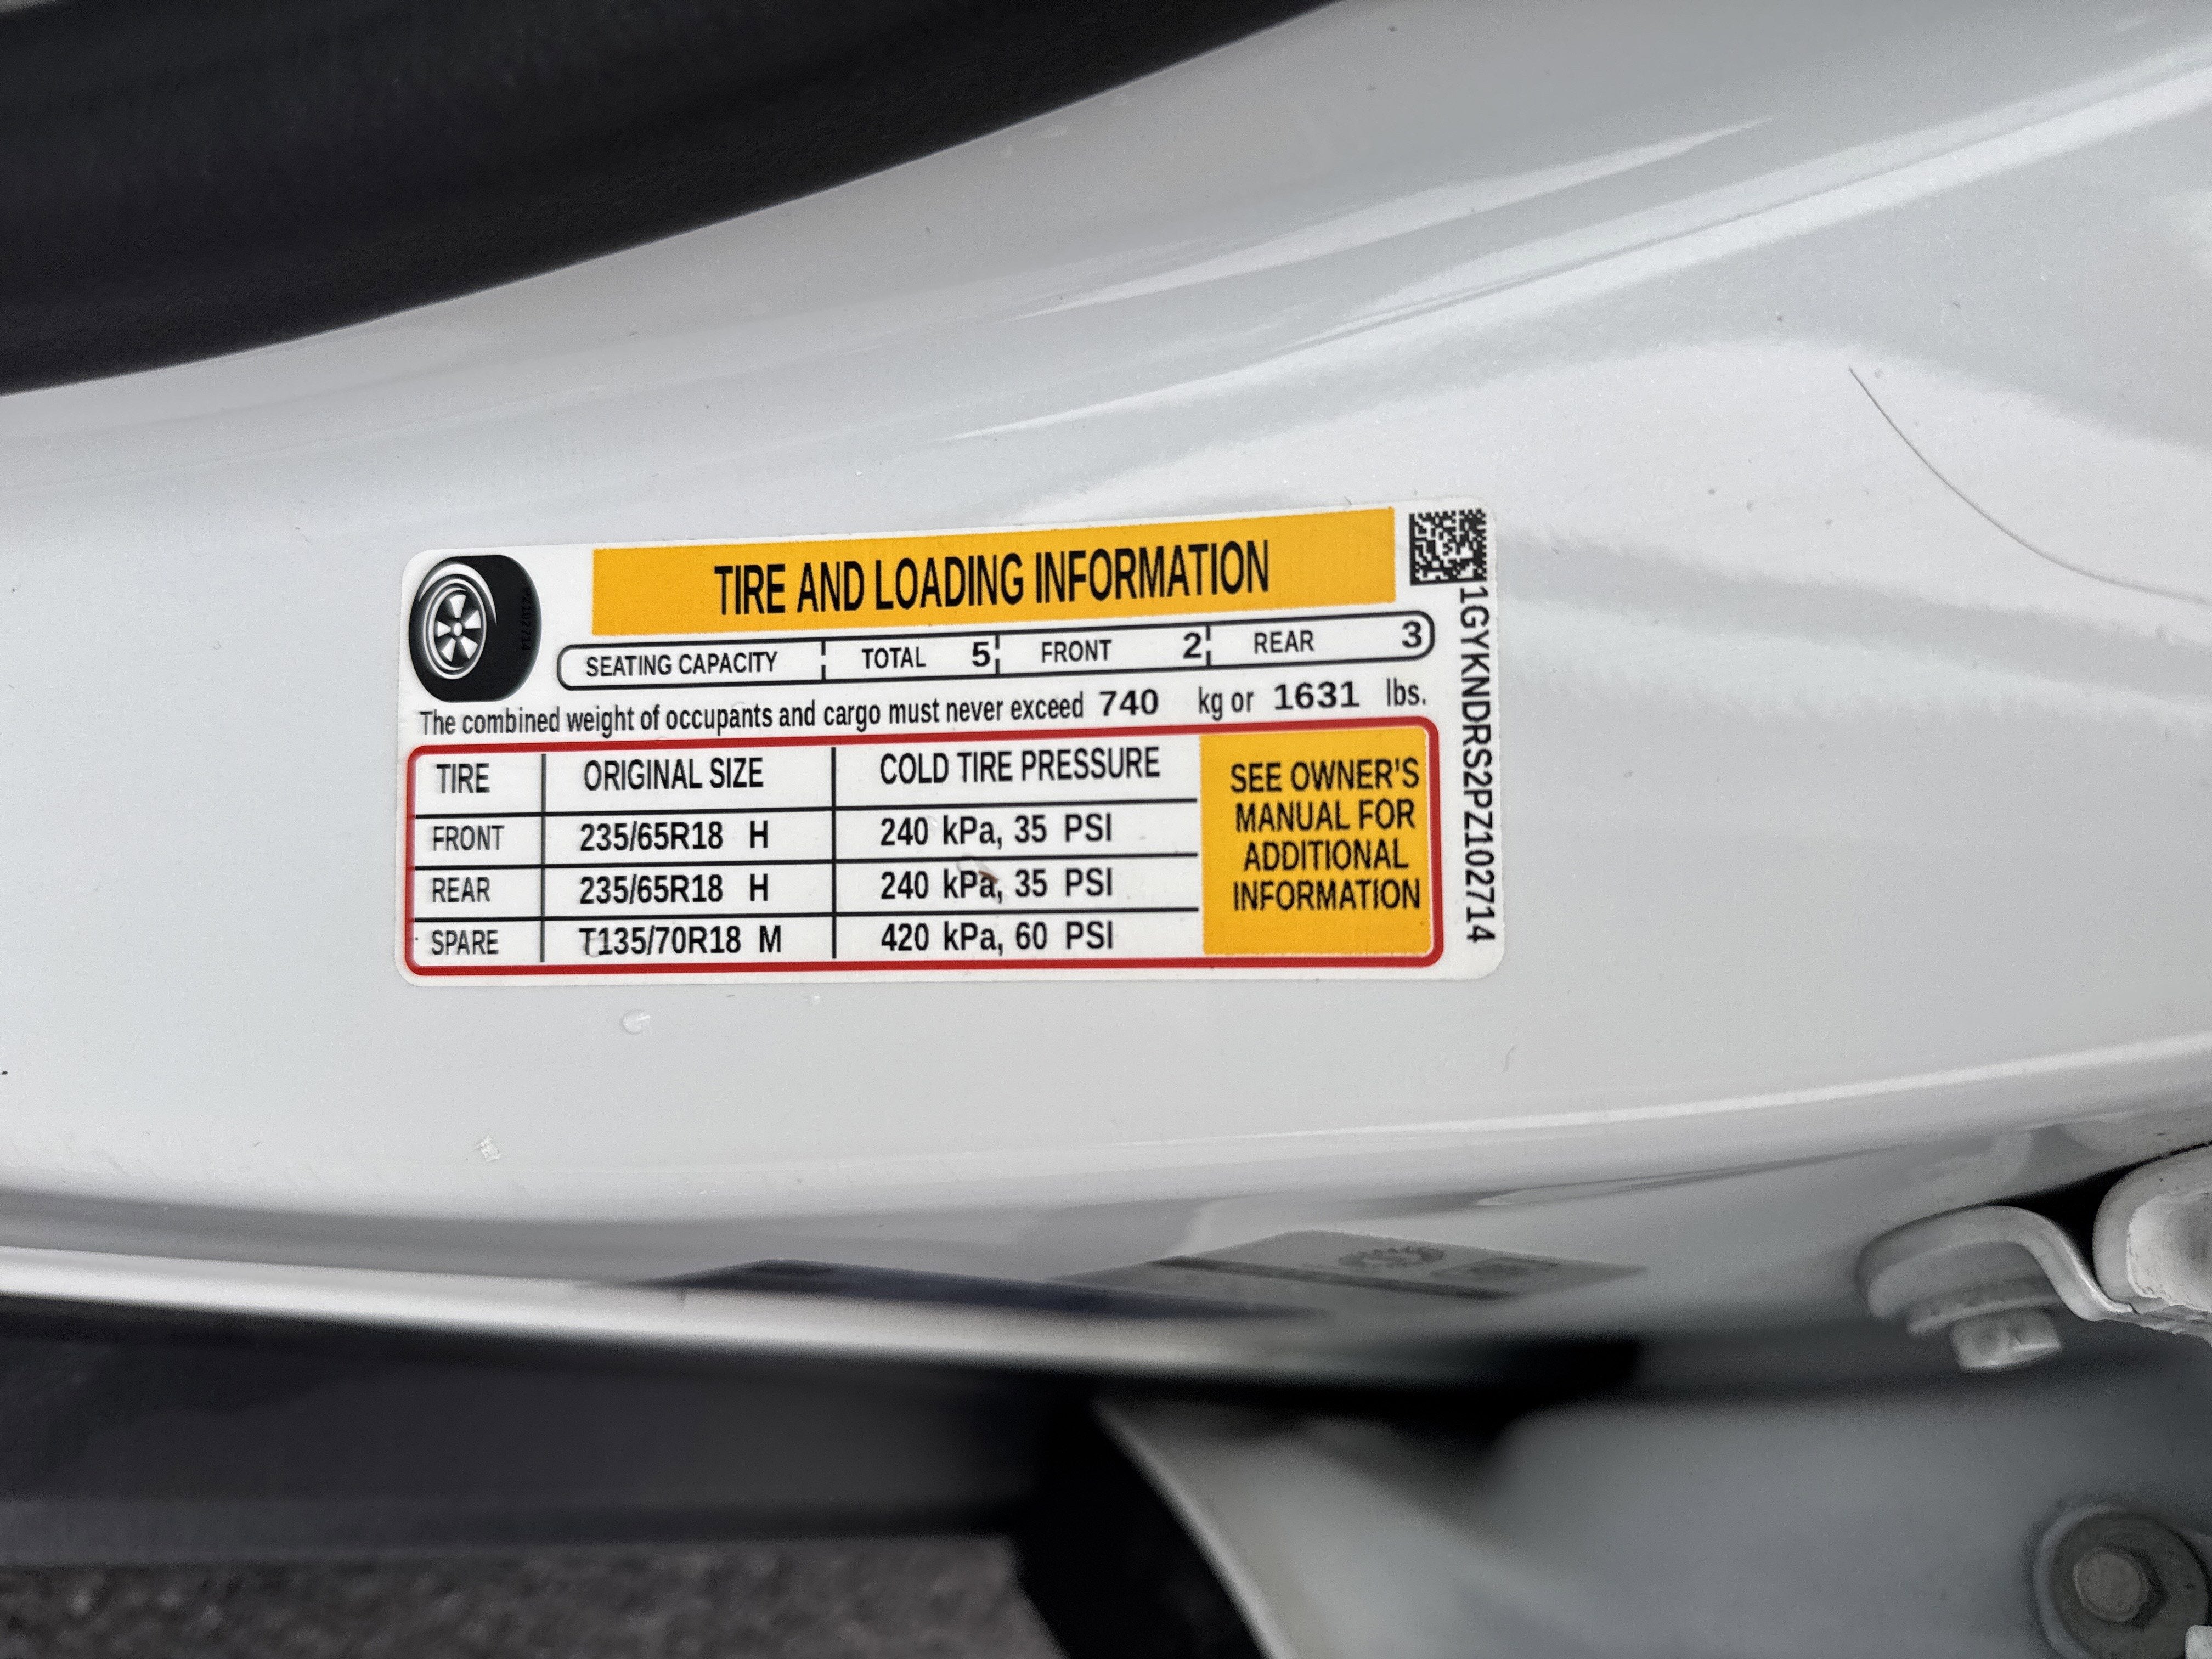 TIRE AND LOADING INFORMATION
SEATING CAPACITY TOTAL 5 FRONT 2 REAR 3
The combined weight of occupants and cargo must never exceed 740 kg or 1631 lbs.
TIRE ORIGINAL SIZE COLD TIRE PRESSURE
FRONT 235/65R18 H 240 kPa, 35 PSI
REAR 235/65R18 H 240 kPa, 35 PSI
SPARE T135/70R18 M 420 kPa, 60 PSI
SEE OWNER'S
MANUAL FOR
ADDITIONAL
INFORMATION
1GYKNDRS2PZ102714
PZ102714